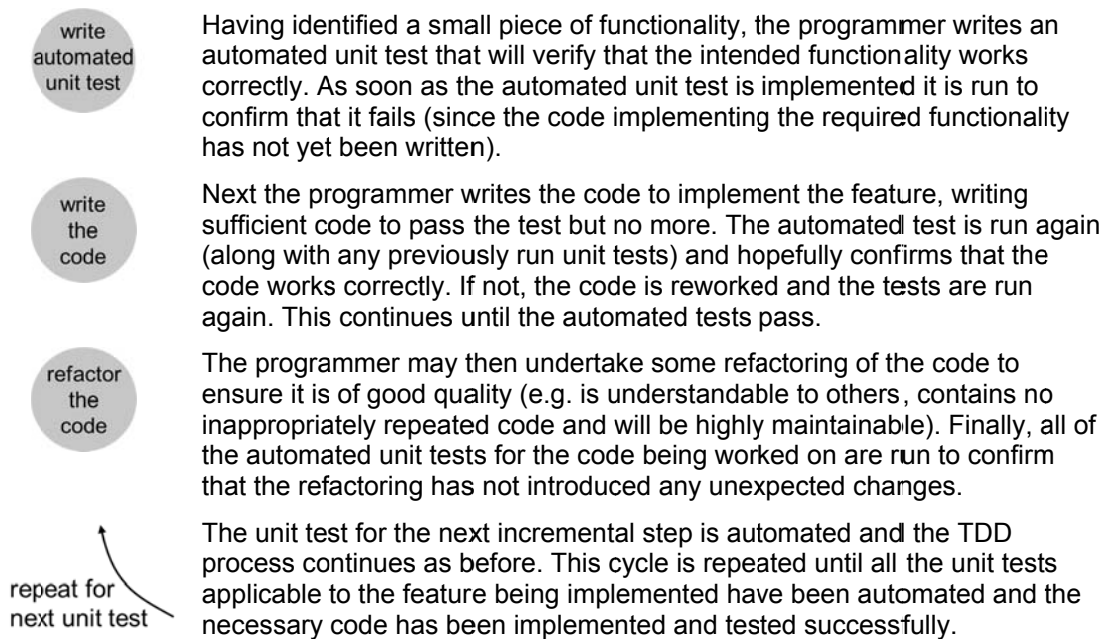 write
automated
unit test
Having identified a small piece of functionality, the programmer writes an
automated unit test that will verify that the intended functionality works
correctly. As soon as the automated unit test is implemented it is run to
confirm that it fails (since the code implementing the required functionality
has not yet been written).
write
the
code
Next the programmer writes the code to implement the feature, writing
sufficient code to pass the test but no more. The automated test is run again
(along with any previously run unit tests) and hopefully confirms that the
code works correctly. If not, the code is reworked and the tests are run
again. This continues until the automated tests pass.
refactor
the
code
The programmer may then undertake some refactoring of the code to
ensure it is of good quality (e.g. is understandable to others, contains no
inappropriately repeated code and will be highly maintainable). Finally, all of
the automated unit tests for the code being worked on are run to confirm
that the refactoring has not introduced any unexpected changes.
repeat for
next unit test
The unit test for the next incremental step is automated and the TDD
process continues as before. This cycle is repeated until all the unit tests
applicable to the feature being implemented have been automated and the
necessary code has been implemented and tested successfully.